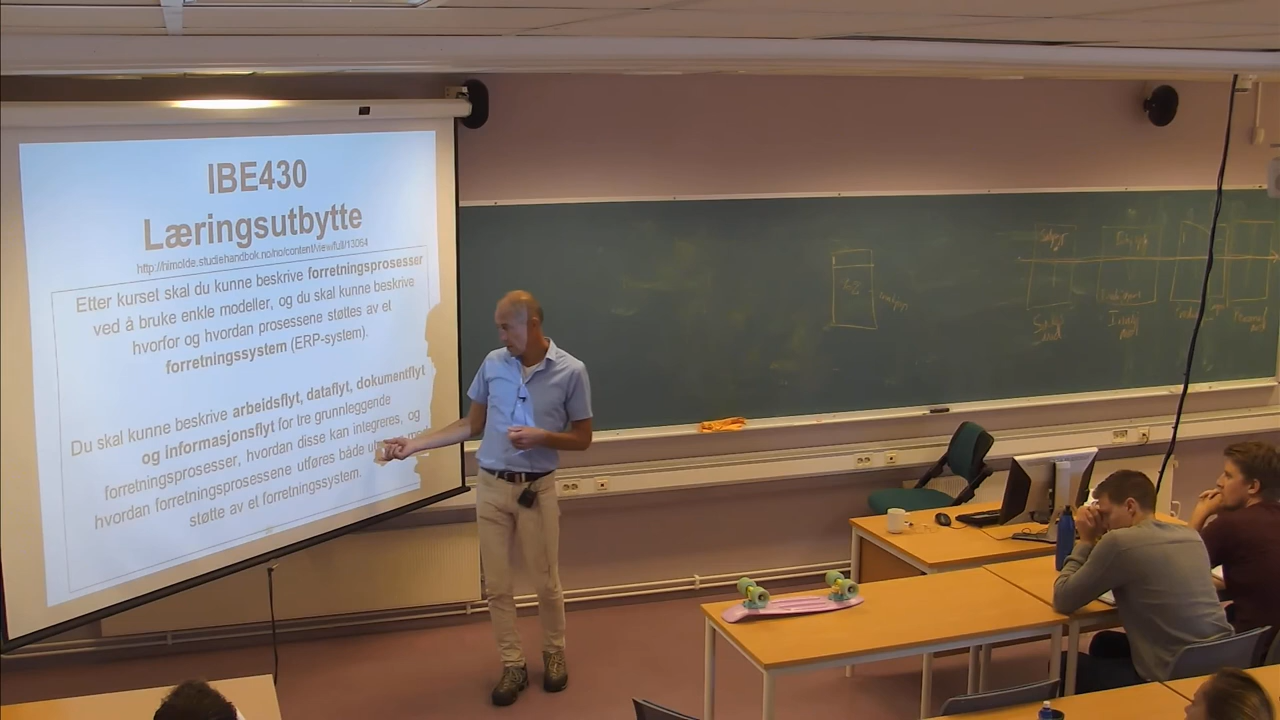 IBE430
Læringsutbytte
http://himolde.studiehandbok.no/no/content/view/full/13064
Etter kurset skal du kunne beskrive forretningsprosesser
ved å bruke enkle modeller, og du skal kunne beskrive
hvorfor og hvordan prosessene støttes av et
forretningssystem (ERP-system).
Du skal kunne beskrive arbeidsflyt, dataflyt, dokumentflyt
og informasjonsflyt for tre grunnleggende
forretningsprosesser, hvordan disse kan integreres, og
hvordan forretningsprosessene utføres både
støtte av et forretningssystem.